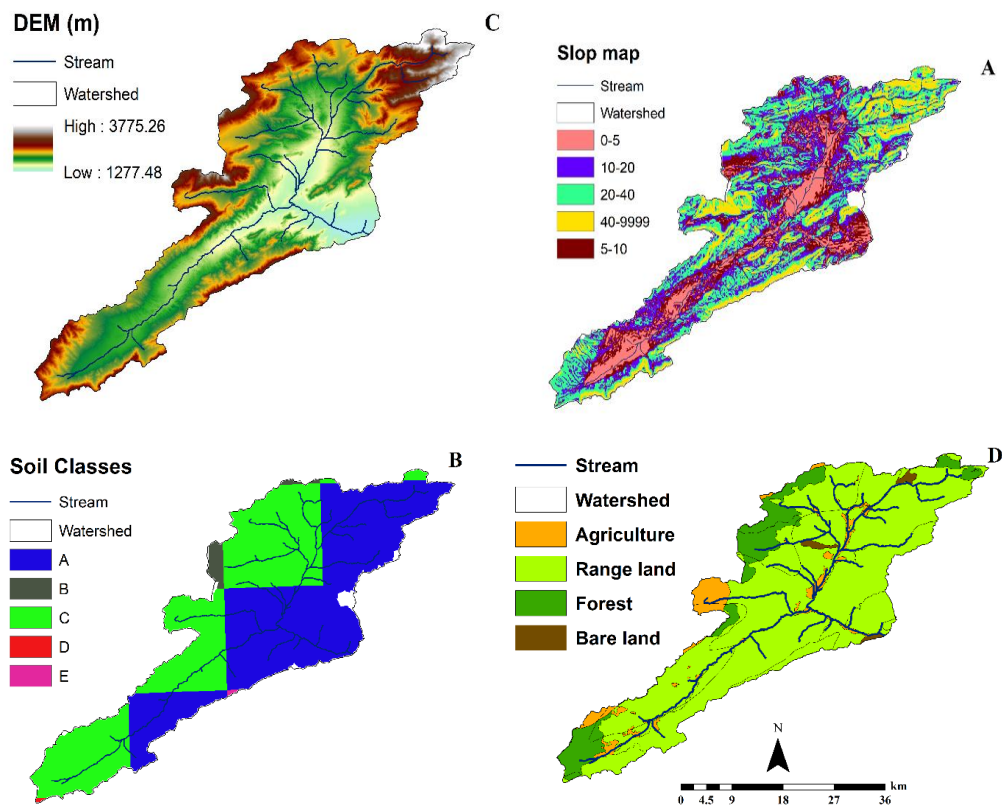 DEM (m)
C
Stream
Watershed
High : 3775.26
Low : 1277.48
Slop map
A
Stream
Watershed
0-5
10-20
20-40
40-9999
5-10
Soil Classes
B
Stream
Watershed
A
B
C
D
E
D
Stream
Watershed
Agriculture
Range land
Forest
Bare land
N
km
0 4.5 9 18 27 36